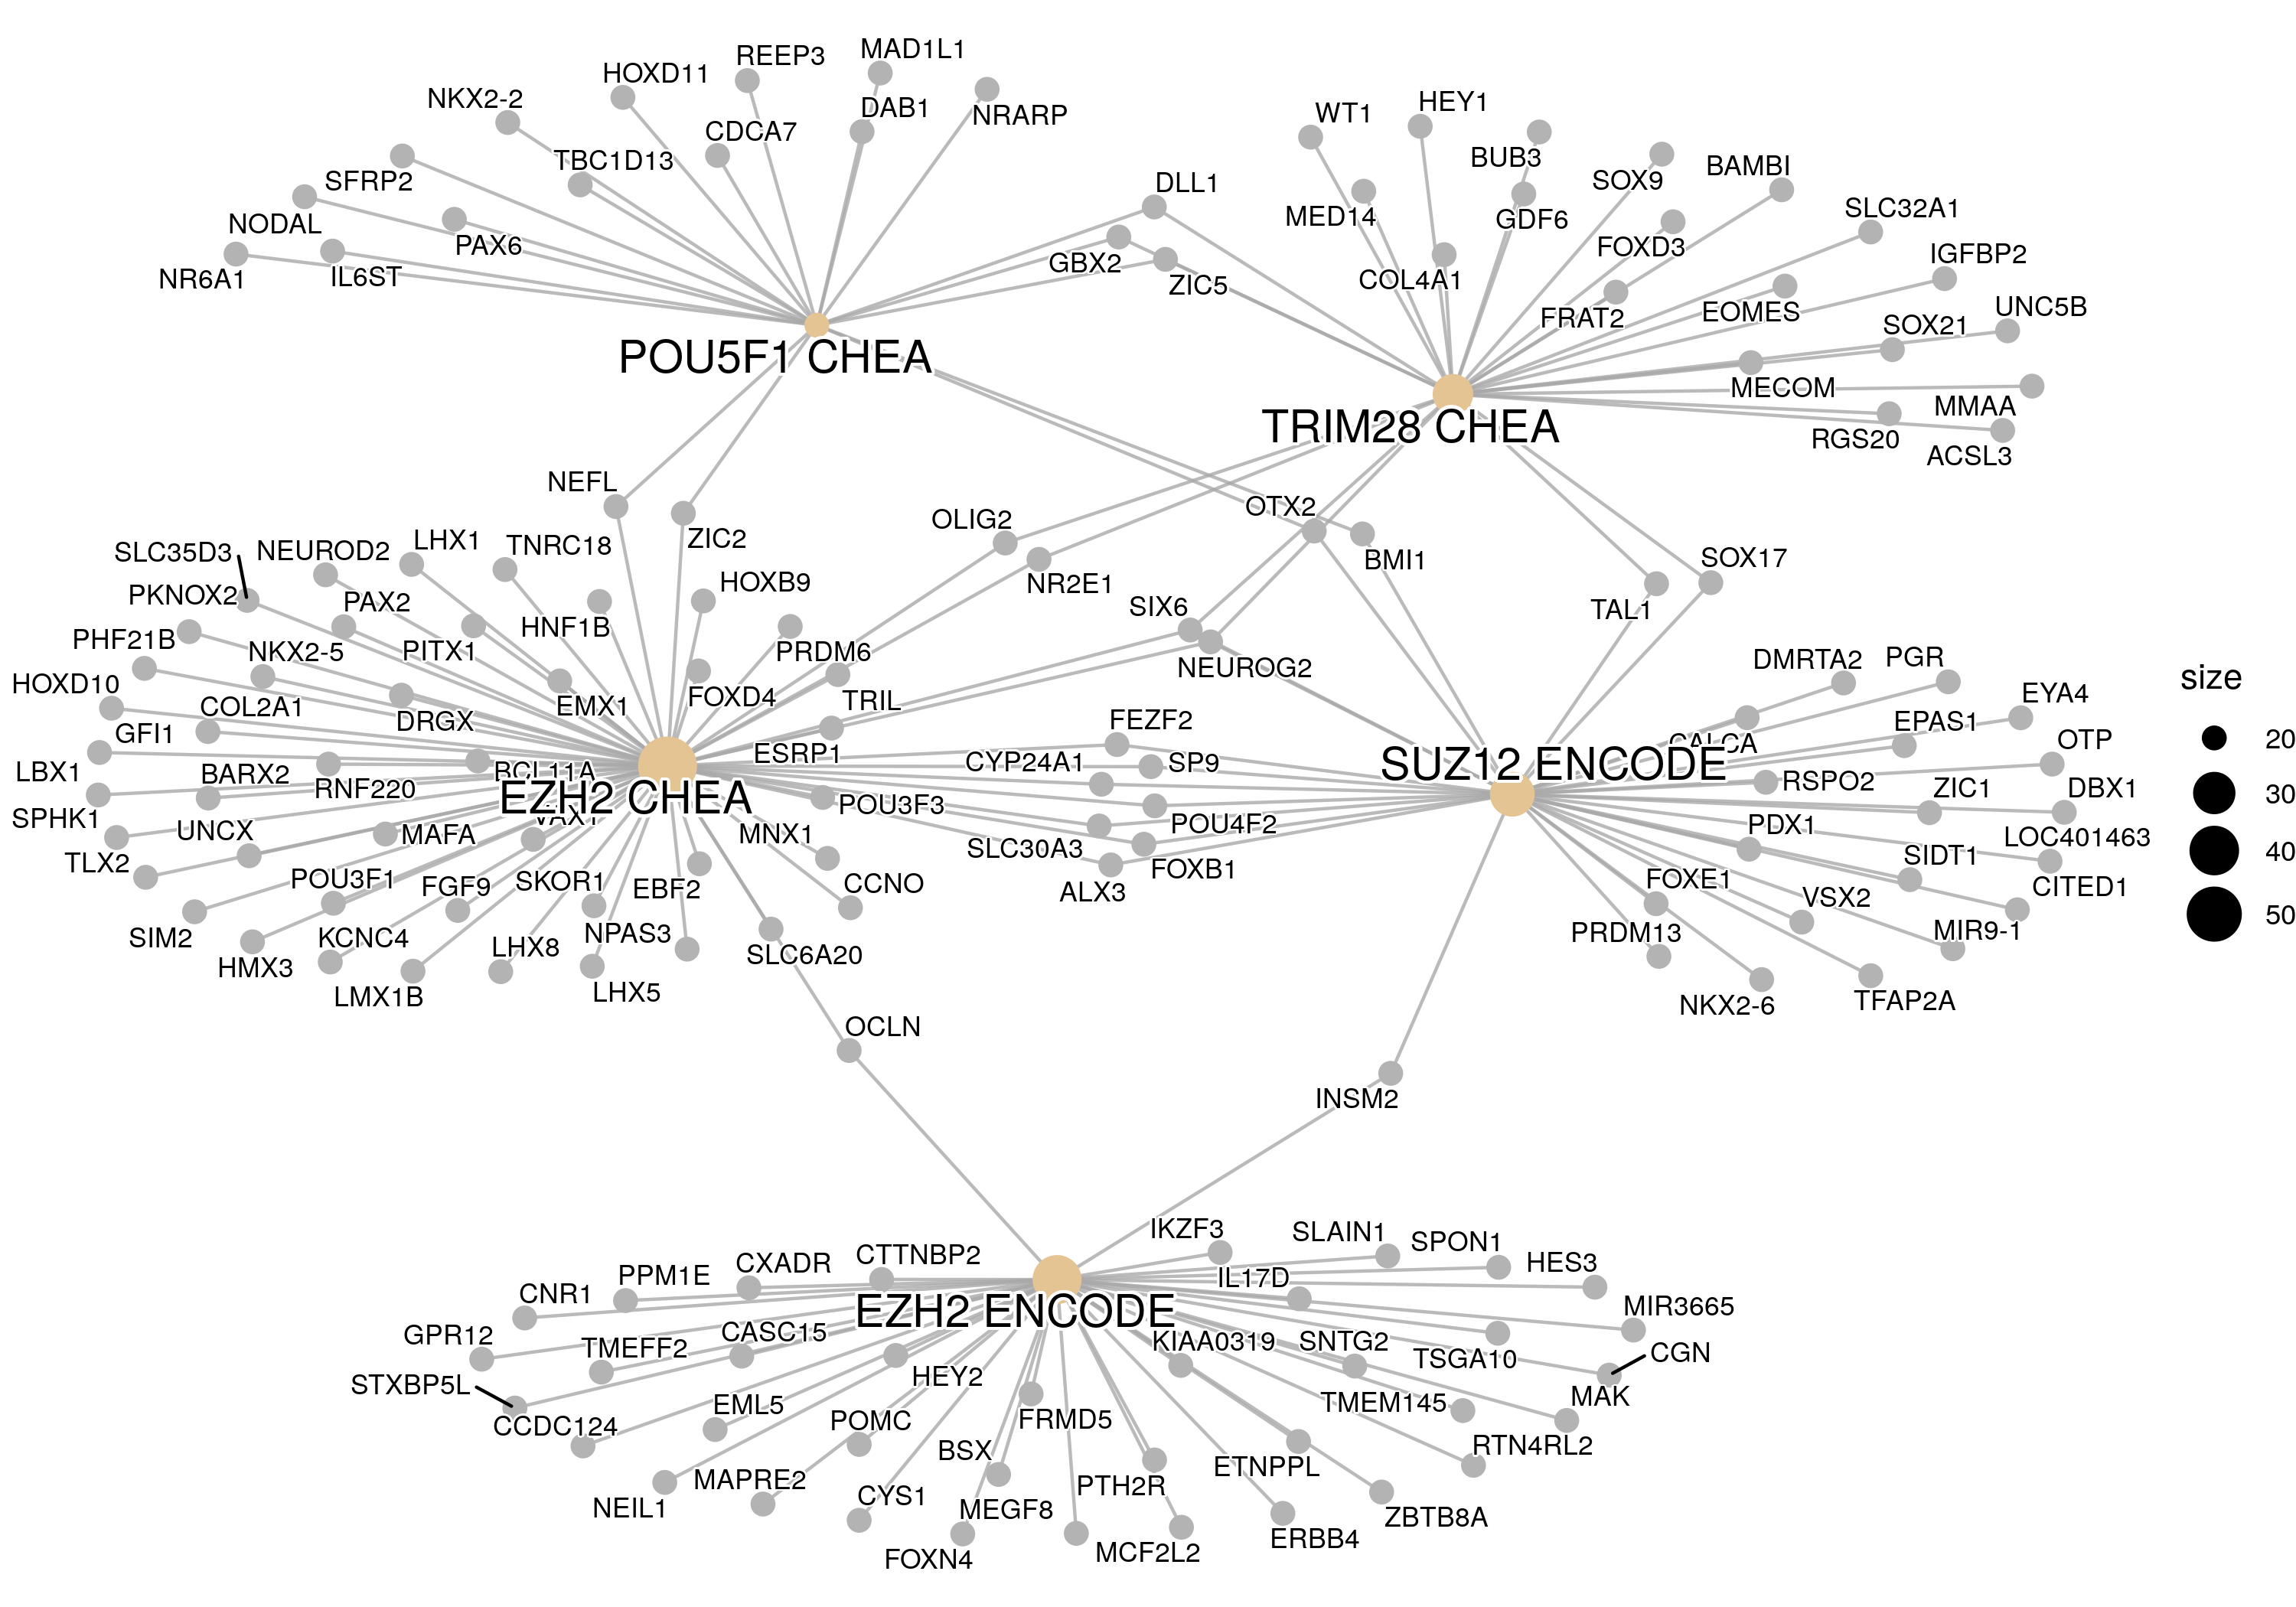 MAD1L1
REEP3
HOXD11
NKX2-2
DAB1
NRARP
CDCA7
TBC1D13
SFRP2
NODAL
PAX6
NR6A1
IL6ST
POU5F1 CHEA
DLL1
GBX2
ZIC5
WT1
HEY1
BUB3
SOX9
BAMBI
MED14
GDF6
SLC32A1
FOXD3
IGFBP2
COL4A1
FRAT2
EOMES
UNC5B
SOX21
MECOM
MMAA
TRIM28 CHEA
RGS20
ACSL3
NEFL
ZIC2
OLIG2
OTX2
BMI1
NR2E1
SIX6
NEUROG2
TAL1
SOX17
SLC35D3
NEUROD2
LHX1
TNRC18
HOXB9
PKNOX2
PAX2
HNF1B
PHF21B
NKX2-5
PITX1
PRDM6
HOXD10
COL2A1
DRGX
EMX1
FOXD4
TRIL
GFI1
ESRP1
LBX1
BARX2
RNF220
BCL11A
EZH2 CHEA
POU3F3
SPHK1
UNCX
MAFA
VAX1
MNX1
TLX2
POU3F1
FGF9
SKOR1
EBF2
CCNO
SIM2
KCNC4
LHX8
NPAS3
SLC6A20
HMX3
LMX1B
LHX5
FEZF2
CYP24A1
SP9
POU4F2
SLC30A3
FOXB1
ALX3
DMRTA2
PGR
EYA4
CALCA
EPAS1
OTP
SUZ12 ENCODE
RSPO2
ZIC1
DBX1
PDX1
LOC401463
SIDT1
FOXE1
CITED1
VSX2
PRDM13
MIR9-1
NKX2-6
TFAP2A
size
20
30
40
50
OCLN
INSM2
IKZF3
SLAIN1
SPON1
HES3
CTTNBP2
CXADR
PPM1E
CNR1
IL17D
MIR3665
EZH2 ENCODE
GPR12
TMEFF2
CASC15
KIAA0319
SNTG2
TSGA10
CGN
STXBP5L
HEY2
MAK
CCDC124
EML5
POMC
FRMD5
TMEM145
RTN4RL2
BSX
ETNPPL
NEIL1
MAPRE2
CYS1
MEGF8
PTH2R
ZBTB8A
FOXN4
MCF2L2
ERBB4